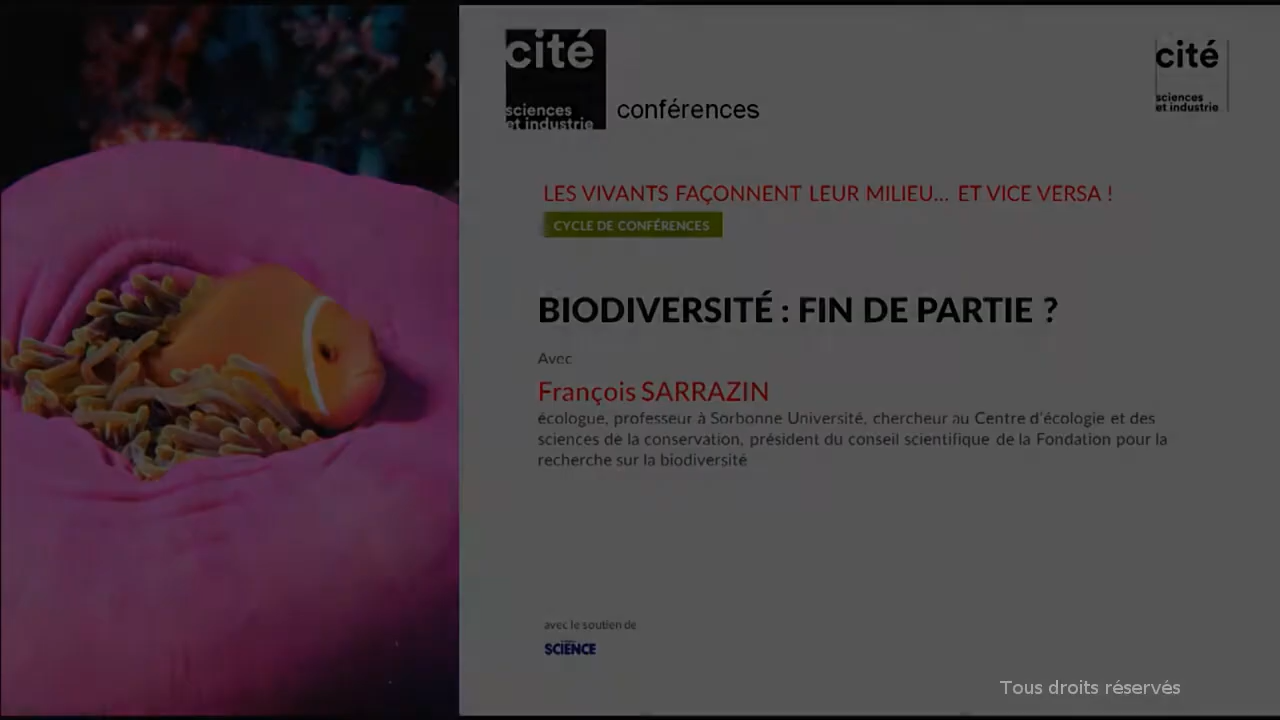 cité
sciences
et industrie
conférences
cité
sciences
et industrie
LES VIVANTS FAÇONNENT LEUR MILIEU... ET VICE VERSA !
CYCLE DE CONFÉRENCES
BIODIVERSITÉ : FIN DE PARTIE ?
Avec
François SARRAZIN
écologue, professeur à Sorbonne Université, chercheur au Centre d'écologie et des
sciences de la conservation, président du conseil scientifique de la Fondation pour la
recherche sur la biodiversité
avec le soutien de
SCIENCE
Tous droits réservés